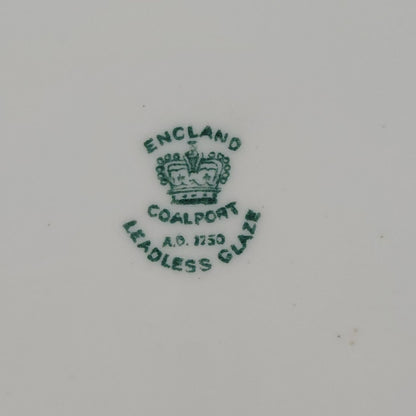 ENGLAND
COALPORT
A.D. 1750
LEADLESS GLAZE